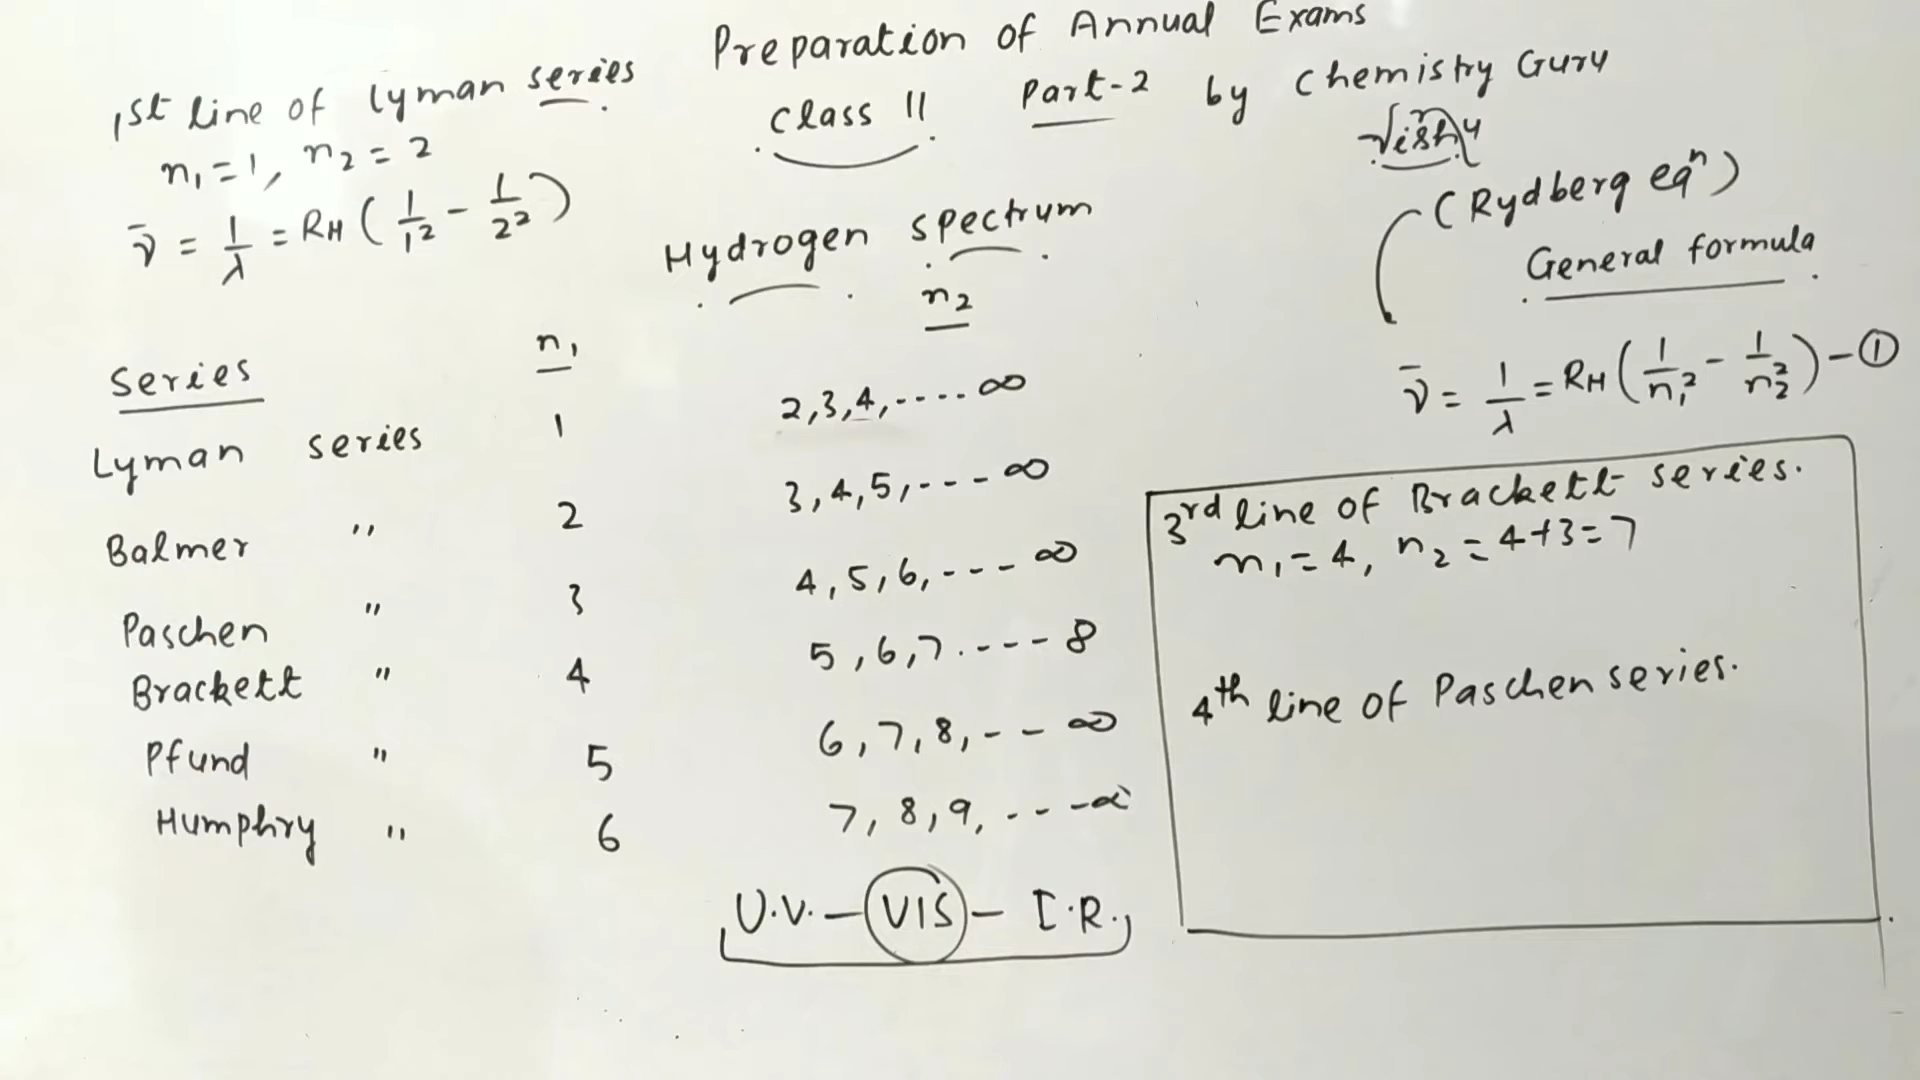 Preparation of Annual Exams
Class 11 Part-2 by Chemistry Guru
Vishu
1st line of Lyman series
n₁ = 1, n₂ = 2
ν̄ = 1/λ = RH (1/1² - 1/2²)
Hydrogen spectrum
(Rydberg eqⁿ)
General formula
ν̄ = 1/λ = RH (1/n₁² - 1/n₂²) - ①
Series n₁ n₂
Lyman series 1 2,3,4,---- ∞
Balmer " 2 3,4,5,--- ∞
Paschen " 3 4,5,6,--- ∞
Brackett " 4 5,6,7.---- 8
Pfund " 5 6,7,8,-- ∞
Humphry " 6 7,8,9,--- ∞
U.V. - VIS - I.R.
3rd line of Brackett series.
n₁ = 4, n₂ = 4+3 = 7
4th line of Paschen series.